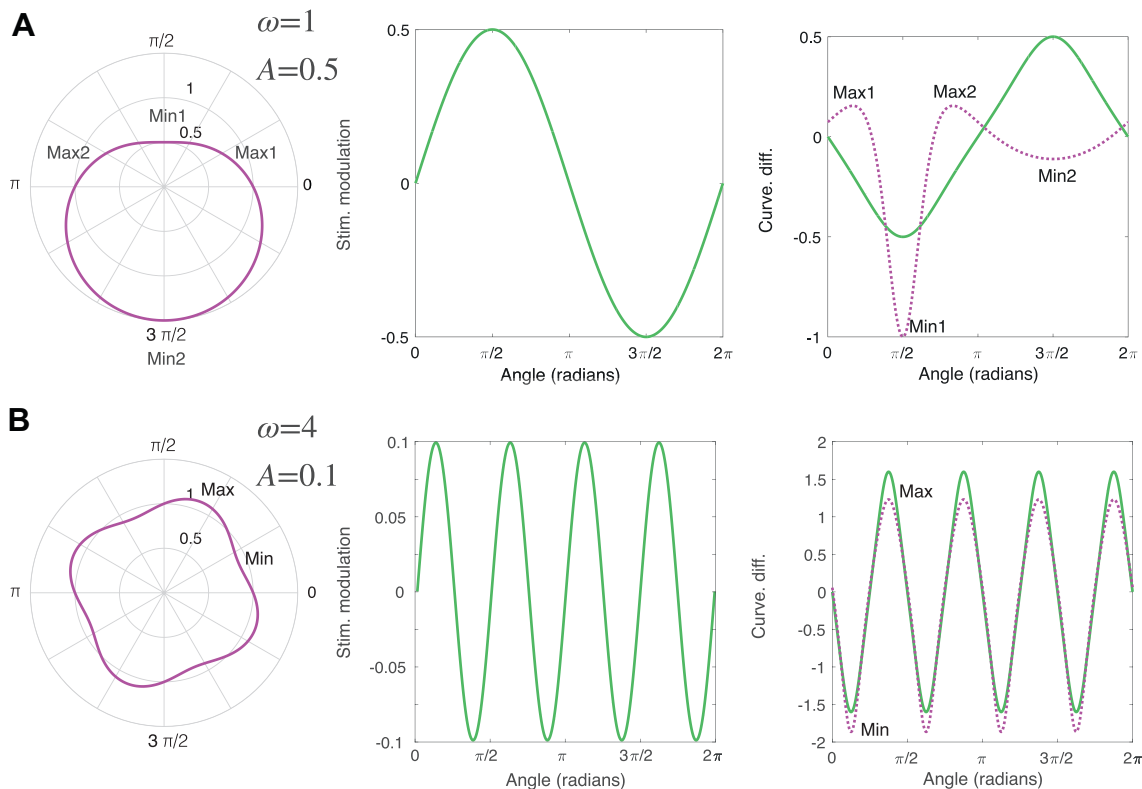 A
ω=1
A=0.5
π/2
1
Min1
0.5
Max2
Max1
π
0
3 π/2
Min2
Stim. modulation
0.5
0
-0.5
0
π/2
π
3π/2
2π
Angle (radians)
Curve. diff.
0.5
0
-0.5
-1
Max1
Max2
Min2
Min1
0
π/2
π
3π/2
2π
Angle (radians)
B
ω=4
A=0.1
π/2
1
Max
0.5
Min
π
0
3 π/2
Stim. modulation
0.1
0.05
0
-0.05
-0.1
0
π/2
π
3π/2
2π
Angle (radians)
Curve. diff.
2
1.5
1
0.5
0
-0.5
-1
-1.5
-2
Max
Min
0
π/2
π
3π/2
2π
Angle (radians)